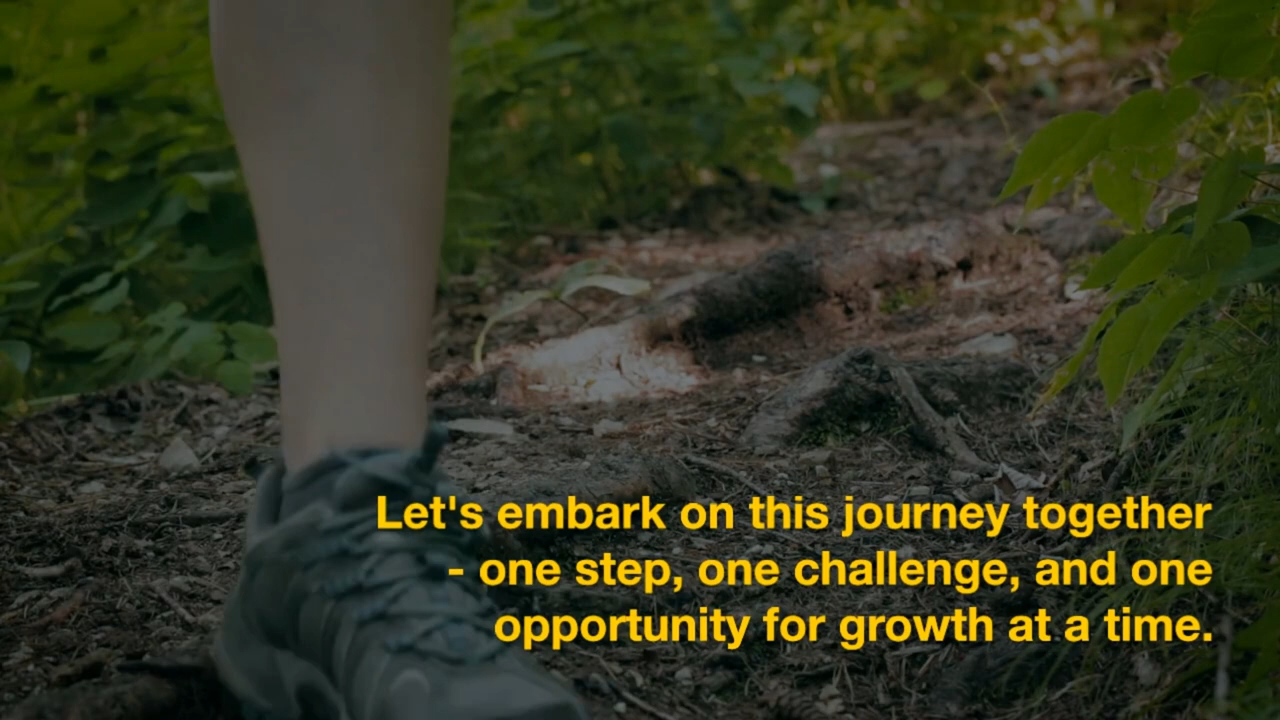 Let's embark on this journey together
- one step, one challenge, and one
opportunity for growth at a time.